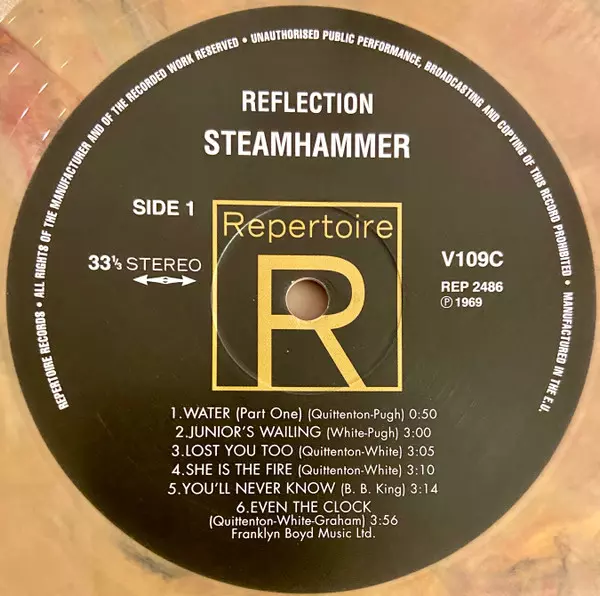 REPERTOIRE RECORDS • ALL RIGHTS OF THE MANUFACTURER AND OF THE RECORDED WORK RESERVED • UNAUTHORISED PUBLIC PERFORMANCE, BROADCASTING AND COPYING OF THIS RECORD PROHIBITED • MANUFACTURED IN THE E.U.
REFLECTION
STEAMHAMMER
SIDE 1
Repertoire
R
33⅓ STEREO
V109C
REP 2486
℗ 1969
1.WATER (Part One) (Quittenton-Pugh) 0:50
2.JUNIOR'S WAILING (White-Pugh) 3:00
3.LOST YOU TOO (Quittenton-White) 3:05
4.SHE IS THE FIRE (Quittenton-White) 3:10
5.YOU'LL NEVER KNOW (B. B. King) 3:14
6.EVEN THE CLOCK
(Quittenton-White-Graham) 3:56
Franklyn Boyd Music Ltd.